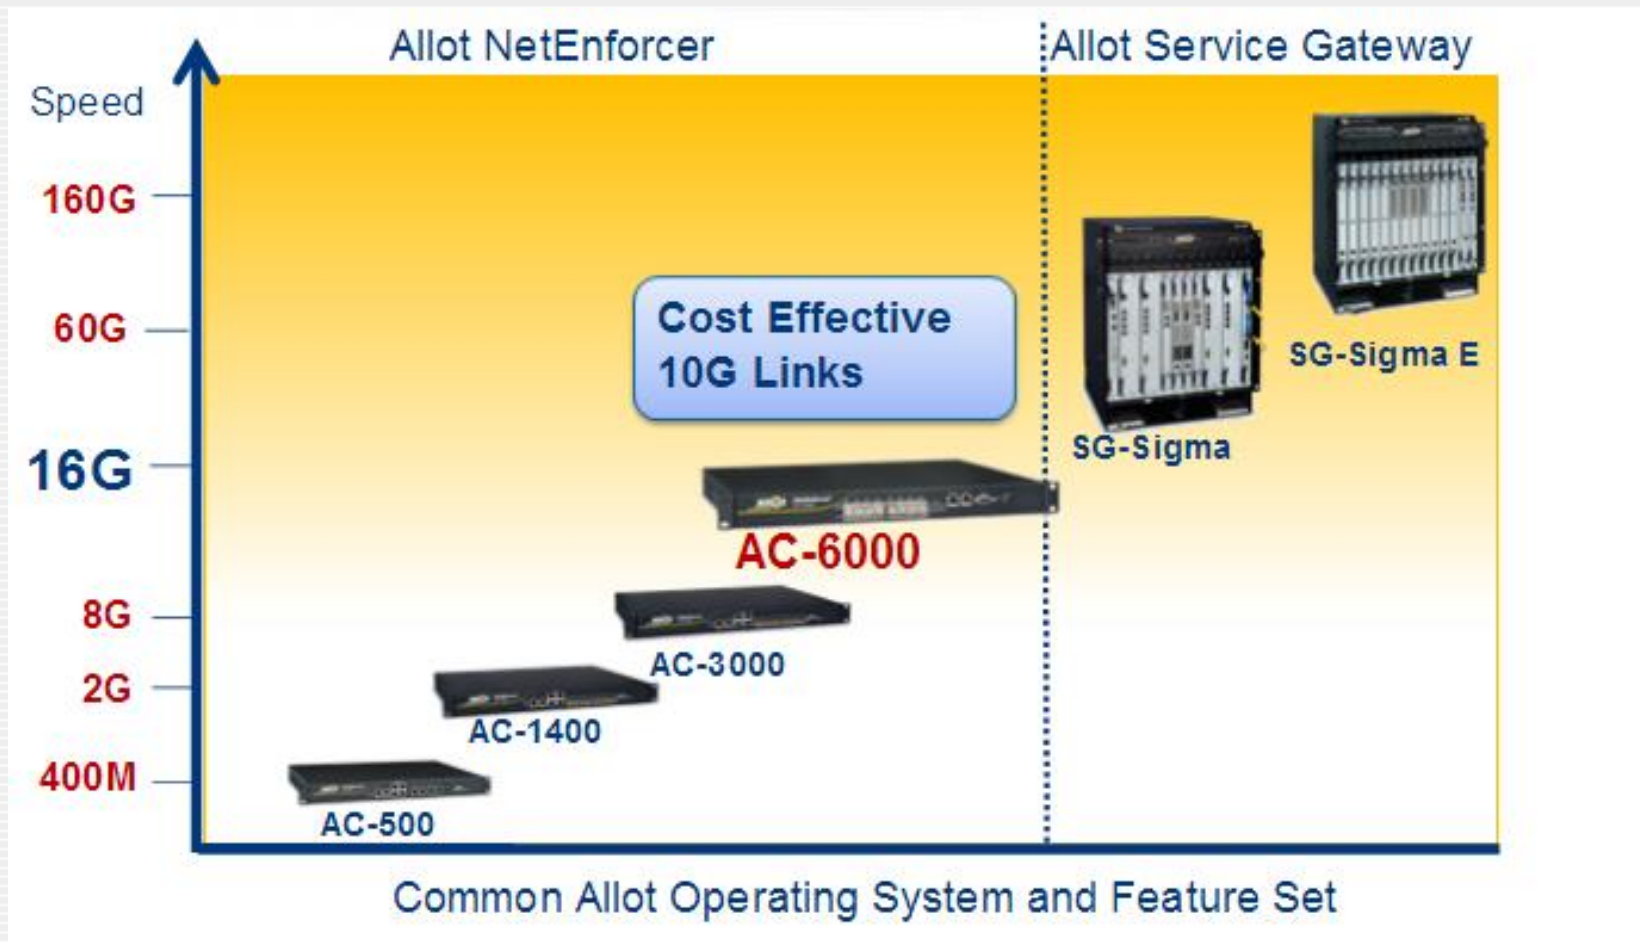 Allot NetEnforcer
Allot Service Gateway
Speed
160G
60G
16G
8G
2G
400M
Cost Effective
10G Links
SG-Sigma E
SG-Sigma
AC-6000
AC-3000
AC-1400
AC-500
Common Allot Operating System and Feature Set